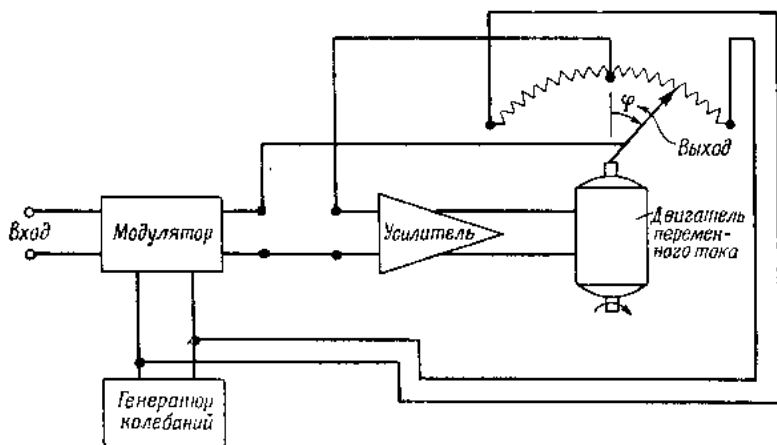 φ
Выход
Вход
Модулятор
Усилитель
Двигатель
перемен-
ного тока
Генератор
колебаний